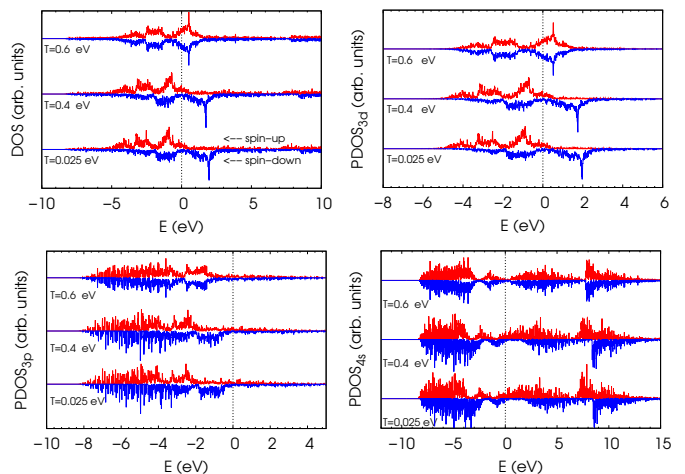 DOS (arb. units)
T=0.6 eV
T=0.4 eV
<-- spin-up
<-- spin-down
T=0.025 eV
-10 -5 0 5 10
E (eV)
PDOS3d (arb. units)
T=0.6 eV
T=0.4 eV
T=0.025 eV
-6 -4 -2 0 2 4 6
E (eV)
PDOS3p (arb. units)
T=0.6 eV
T=0.4 eV
T=0.025 eV
-10 -8 -6 -4 -2 0 2 4
E (eV)
PDOS4s (arb. units)
T=0.6 eV
T=0.4 eV
T=0.025 eV
-10 -5 0 5 10 15
E (eV)